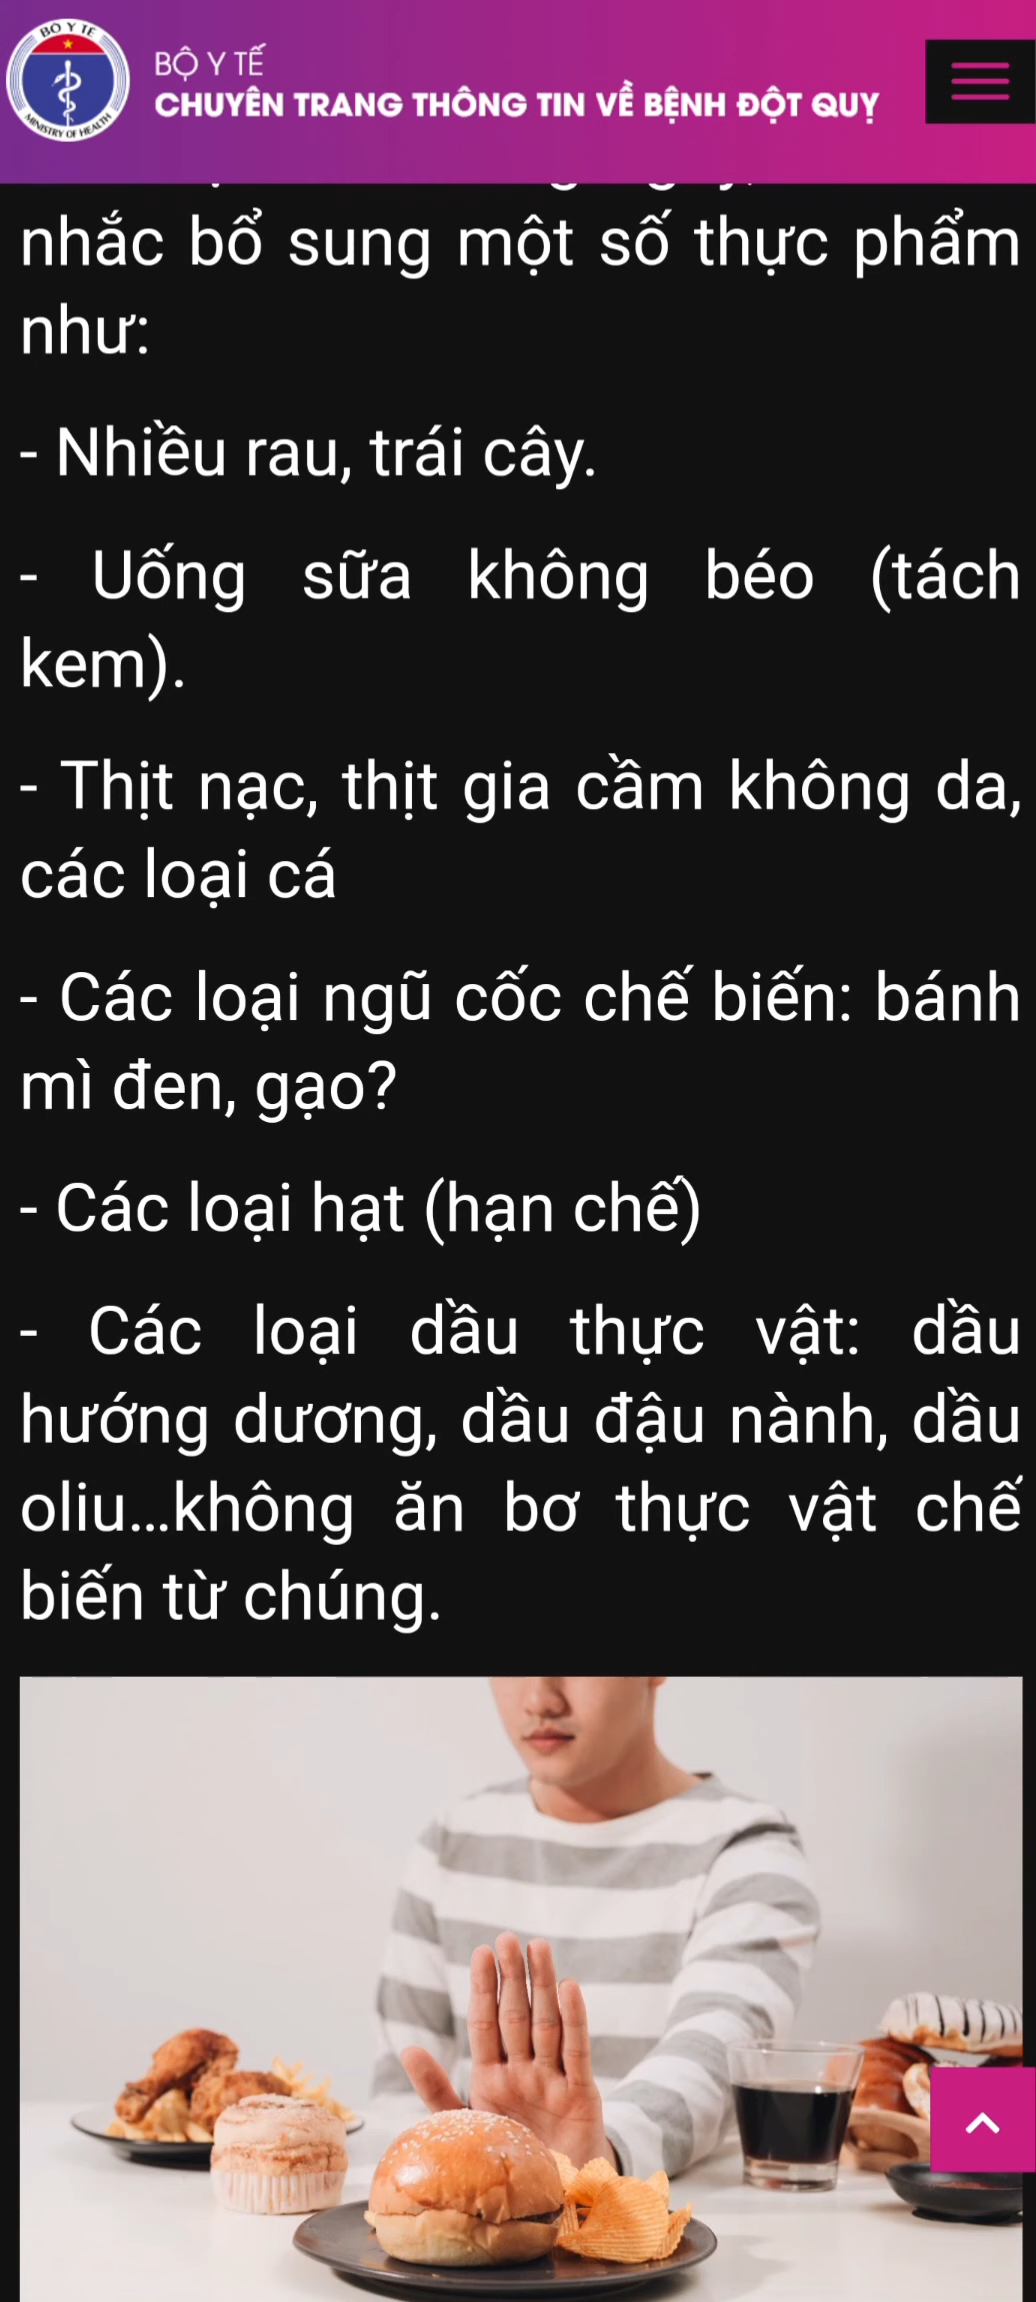 BỘ Y TẾ
MINISTRY OF HEALTH
BỘ Y TẾ
CHUYÊN TRANG THÔNG TIN VỀ BỆNH ĐỘT QUỴ
nhắc bổ sung một số thực phẩm
như:
- Nhiều rau, trái cây.
- Uống sữa không béo (tách
kem).
- Thịt nạc, thịt gia cầm không da,
các loại cá
- Các loại ngũ cốc chế biến: bánh
mì đen, gạo?
- Các loại hạt (hạn chế)
- Các loại dầu thực vật: dầu
hướng dương, dầu đậu nành, dầu
oliu...không ăn bơ thực vật chế
biến từ chúng.